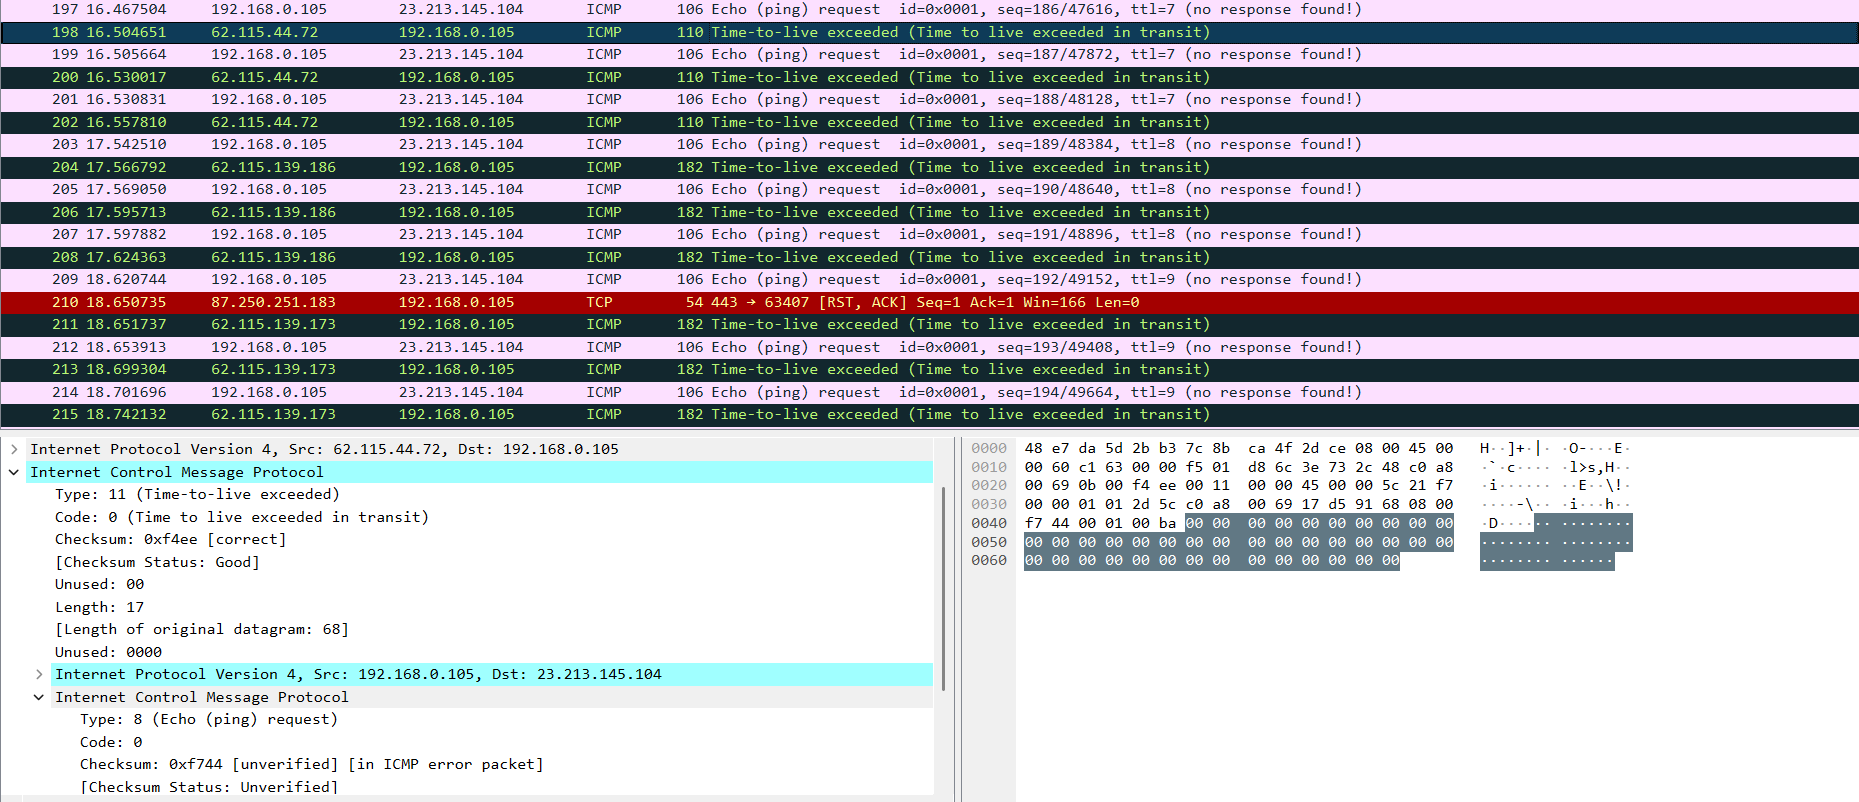 197 16.467504 192.168.0.105 23.213.145.104 ICMP 106 Echo (ping) request id=0x0001, seq=186/47616, ttl=7 (no response found!)
198 16.504651 62.115.44.72 192.168.0.105 ICMP 110 Time-to-live exceeded (Time to live exceeded in transit)
199 16.505664 192.168.0.105 23.213.145.104 ICMP 106 Echo (ping) request id=0x0001, seq=187/47872, ttl=7 (no response found!)
200 16.530017 62.115.44.72 192.168.0.105 ICMP 110 Time-to-live exceeded (Time to live exceeded in transit)
201 16.530831 192.168.0.105 23.213.145.104 ICMP 106 Echo (ping) request id=0x0001, seq=188/48128, ttl=7 (no response found!)
202 16.557810 62.115.44.72 192.168.0.105 ICMP 110 Time-to-live exceeded (Time to live exceeded in transit)
203 17.542510 192.168.0.105 23.213.145.104 ICMP 106 Echo (ping) request id=0x0001, seq=189/48384, ttl=8 (no response found!)
204 17.566792 62.115.139.186 192.168.0.105 ICMP 182 Time-to-live exceeded (Time to live exceeded in transit)
205 17.569050 192.168.0.105 23.213.145.104 ICMP 106 Echo (ping) request id=0x0001, seq=190/48640, ttl=8 (no response found!)
206 17.595713 62.115.139.186 192.168.0.105 ICMP 182 Time-to-live exceeded (Time to live exceeded in transit)
207 17.597882 192.168.0.105 23.213.145.104 ICMP 106 Echo (ping) request id=0x0001, seq=191/48896, ttl=8 (no response found!)
208 17.624363 62.115.139.186 192.168.0.105 ICMP 182 Time-to-live exceeded (Time to live exceeded in transit)
209 18.620744 192.168.0.105 23.213.145.104 ICMP 106 Echo (ping) request id=0x0001, seq=192/49152, ttl=9 (no response found!)
210 18.650735 87.250.251.183 192.168.0.105 TCP 54 443 → 63407 [RST, ACK] Seq=1 Ack=1 Win=166 Len=0
211 18.651737 62.115.139.173 192.168.0.105 ICMP 182 Time-to-live exceeded (Time to live exceeded in transit)
212 18.653913 192.168.0.105 23.213.145.104 ICMP 106 Echo (ping) request id=0x0001, seq=193/49408, ttl=9 (no response found!)
213 18.699304 62.115.139.173 192.168.0.105 ICMP 182 Time-to-live exceeded (Time to live exceeded in transit)
214 18.701696 192.168.0.105 23.213.145.104 ICMP 106 Echo (ping) request id=0x0001, seq=194/49664, ttl=9 (no response found!)
215 18.742132 62.115.139.173 192.168.0.105 ICMP 182 Time-to-live exceeded (Time to live exceeded in transit)
Internet Protocol Version 4, Src: 62.115.44.72, Dst: 192.168.0.105
Internet Control Message Protocol
Type: 11 (Time-to-live exceeded)
Code: 0 (Time to live exceeded in transit)
Checksum: 0xf4ee [correct]
[Checksum Status: Good]
Unused: 00
Length: 17
[Length of original datagram: 68]
Unused: 0000
Internet Protocol Version 4, Src: 192.168.0.105, Dst: 23.213.145.104
Internet Control Message Protocol
Type: 8 (Echo (ping) request)
Code: 0
Checksum: 0xf744 [unverified] [in ICMP error packet]
[Checksum Status: Unverified]
0000 48 e7 da 5d 2b b3 7c 8b ca 4f 2d ce 08 00 45 00 H··]+·|· ·O-···E·
0010 00 60 c1 63 00 00 f5 01 d8 6c 3e 73 2c 48 c0 a8 ·`·c···· ·l>s,H··
0020 00 69 0b 00 f4 ee 00 11 00 00 45 00 00 5c 21 f7 ·i······ ··E··\!·
0030 00 00 01 01 2d 5c c0 a8 00 69 17 d5 91 68 08 00 ····-\·· ·i···h··
0040 f7 44 00 01 00 ba 00 00 00 00 00 00 00 00 00 00 ·D······ ········
0050 00 00 00 00 00 00 00 00 00 00 00 00 00 00 00 00 ········ ········
0060 00 00 00 00 00 00 00 00 00 00 00 00 00 00 ········ ······